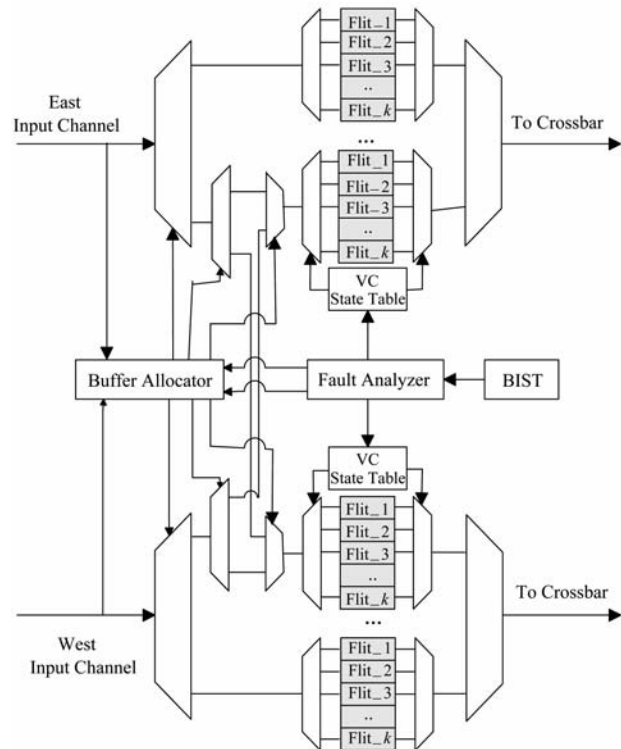 Flit_1
Flit_2
Flit_3
..
Flit_k
East
Input Channel
To Crossbar
...
Flit_1
Flit_2
Flit_3
..
Flit_k
VC
State Table
Buffer Allocator
Fault Analyzer
BIST
VC
State Table
Flit_1
Flit_2
Flit_3
..
Flit_k
To Crossbar
...
West
Input Channel
Flit_1
Flit_2
Flit_3
..
Flit_k